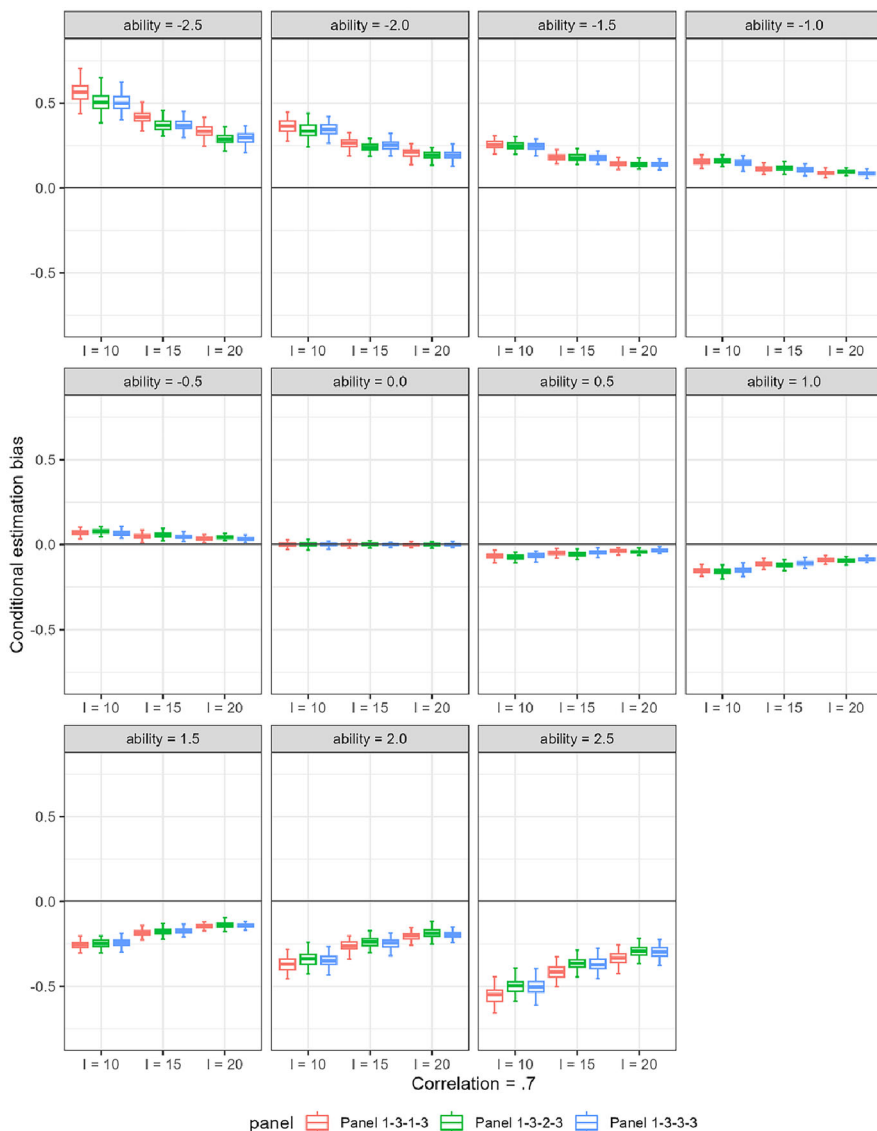 ability = -2.5 ability = -2.0 ability = -1.5 ability = -1.0
0.5
0.0
-0.5
I = 10 I = 15 I = 20 I = 10 I = 15 I = 20 I = 10 I = 15 I = 20 I = 10 I = 15 I = 20
ability = -0.5 ability = 0.0 ability = 0.5 ability = 1.0
Conditional estimation bias
0.5
0.0
-0.5
I = 10 I = 15 I = 20 I = 10 I = 15 I = 20 I = 10 I = 15 I = 20 I = 10 I = 15 I = 20
ability = 1.5 ability = 2.0 ability = 2.5
0.5
0.0
-0.5
I = 10 I = 15 I = 20 I = 10 I = 15 I = 20 I = 10 I = 15 I = 20
Correlation = .7
panel Panel 1-3-1-3 Panel 1-3-2-3 Panel 1-3-3-3